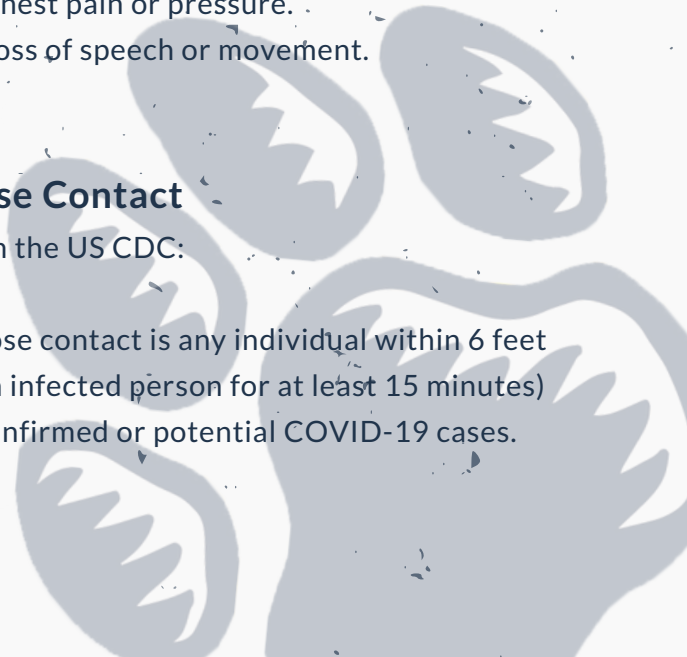 nest pain or pressure.
oss of speech or movement.
se Contact
n the US CDC:
ose contact is any individual within 6 feet
n infected person for at least 15 minutes)
nfirmed or potential COVID-19 cases.